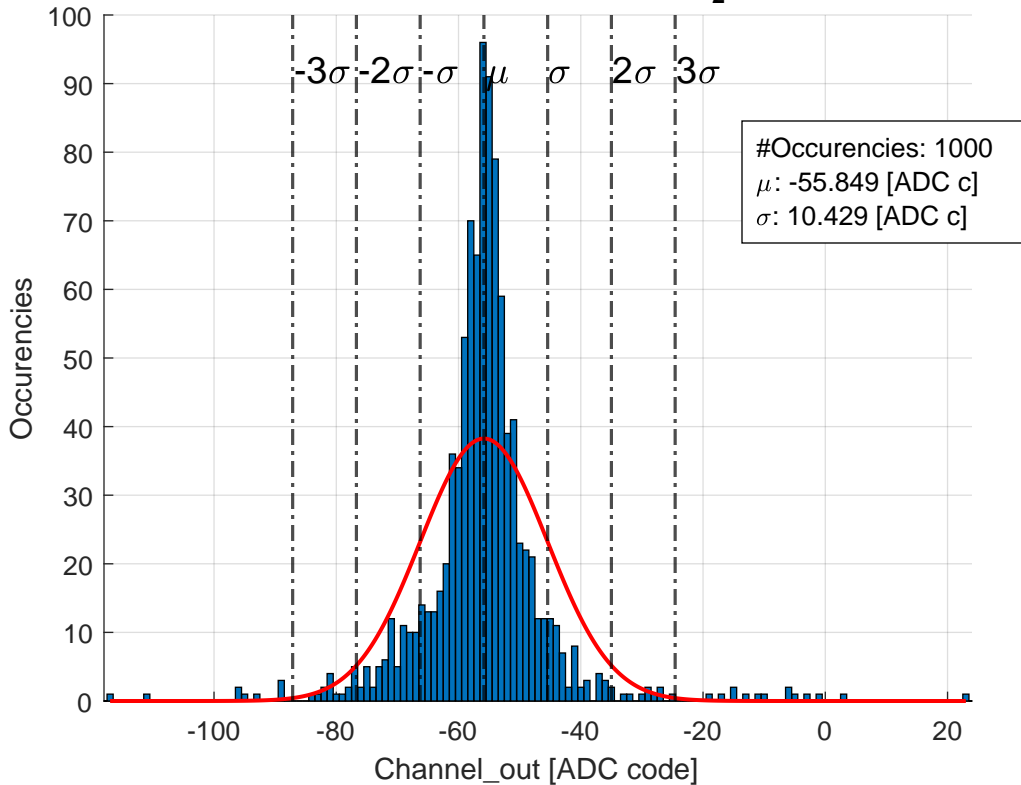 2
100
90
80
70
60
50
40
30
20
10
0
-3σ -2σ -σ μ σ 2σ 3σ
#Occurencies: 1000
μ: -55.849 [ADC c]
σ: 10.429 [ADC c]
Occurencies
-100 -80 -60 -40 -20 0 20
Channel_out [ADC code]